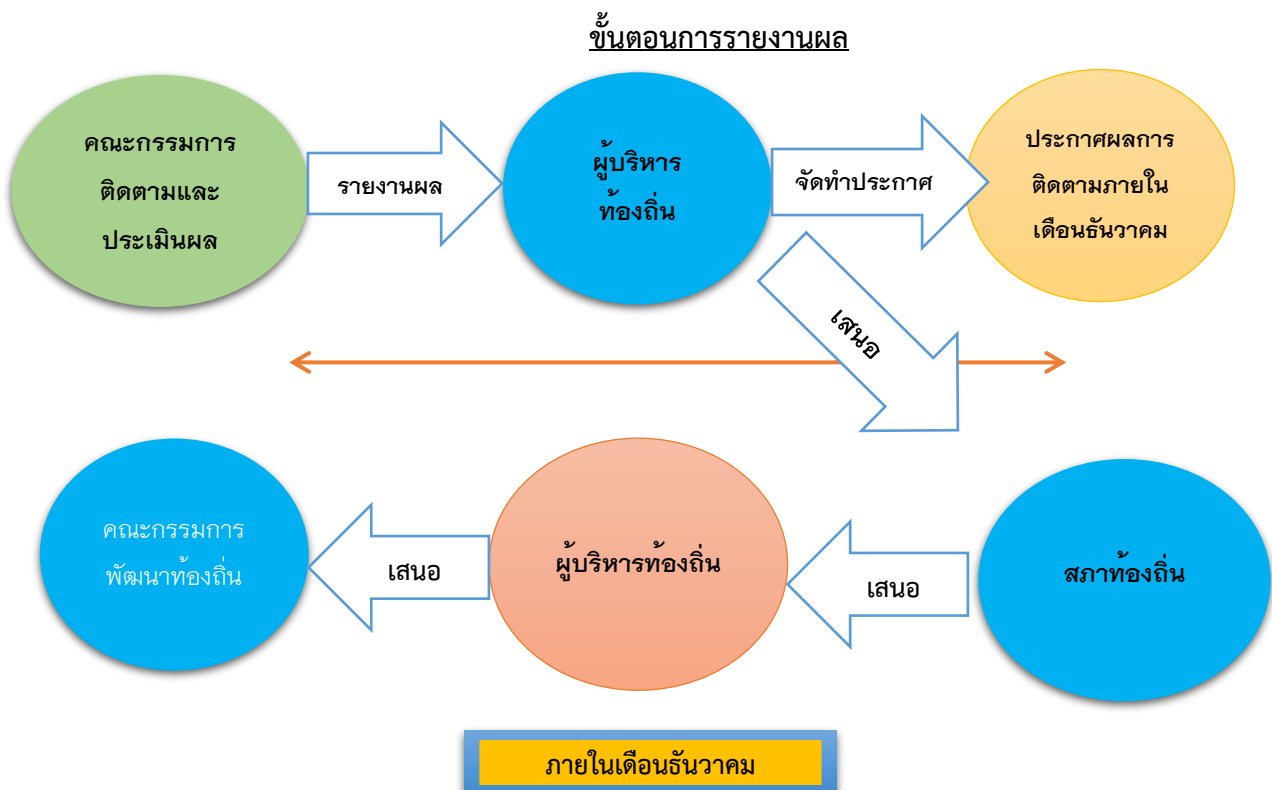 ขั้นตอนการรายงานผล
คณะกรรมการ
ติดตามและ
ประเมินผล
รายงานผล
ผู้บริหาร
ท้องถิ่น
จัดทำประกาศ
ประกาศผลการ
ติดตามภายใน
เดือนธันวาคม
เสนอ
คณะกรรมการ
พัฒนาท้องถิ่น
เสนอ
ผู้บริหารท้องถิ่น
เสนอ
สภาท้องถิ่น
ภายในเดือนธันวาคม